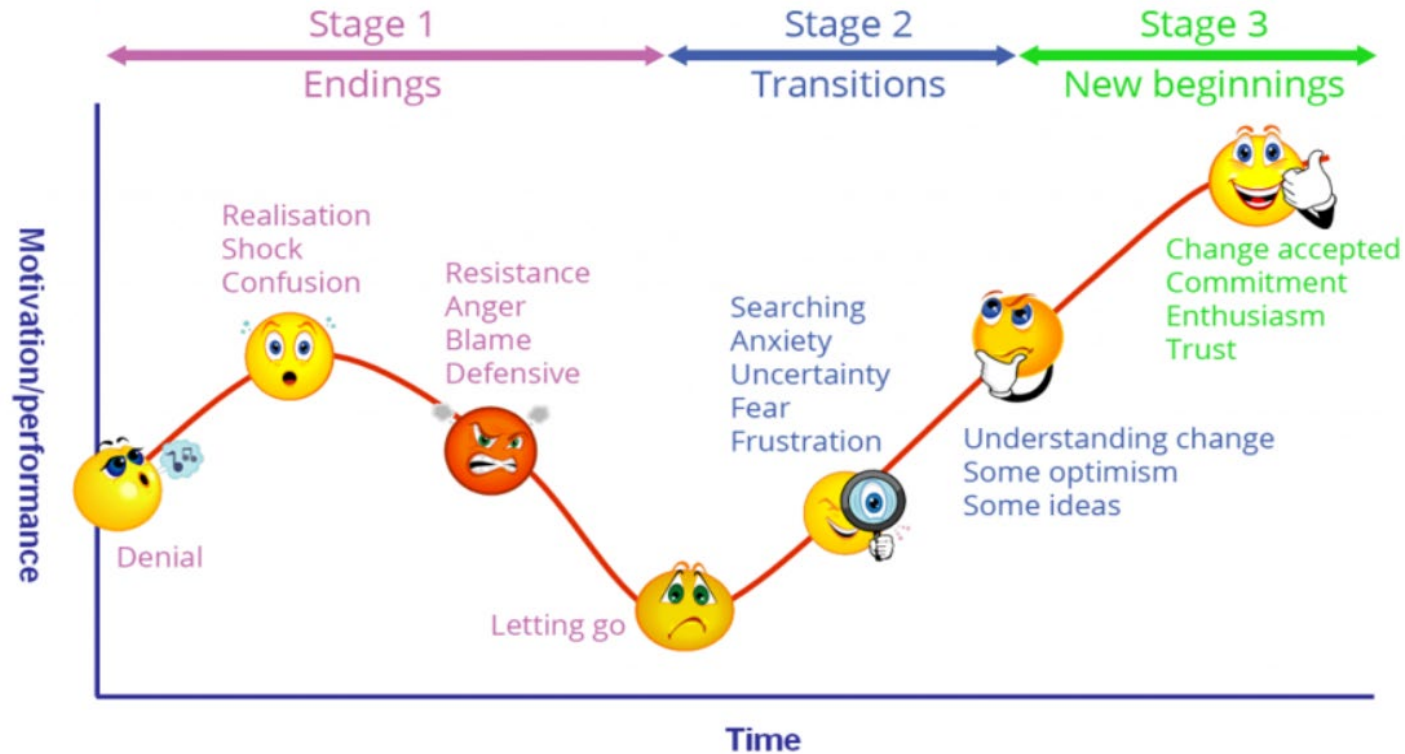 Stage 1
Stage 2
Stage 3
Endings
Transitions
New beginnings
Motivation/performance
Realisation
Shock
Confusion
Resistance
Anger
Blame
Defensive
Denial
Letting go
Searching
Anxiety
Uncertainty
Fear
Frustration
Understanding change
Some optimism
Some ideas
Change accepted
Commitment
Enthusiasm
Trust
Time